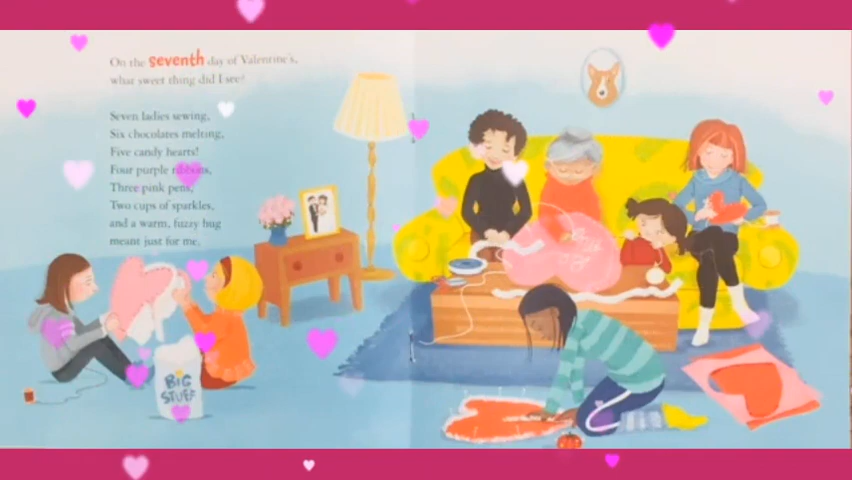 On the seventh day of Valentine's,
what sweet thing did I see?
Seven ladies sewing,
Six chocolates melting,
Five candy hearts!
Four purple ribbons,
Three pink pens,
Two cups of sparkles,
and a warm, fuzzy hug
meant just for me.
BiG
STUFF